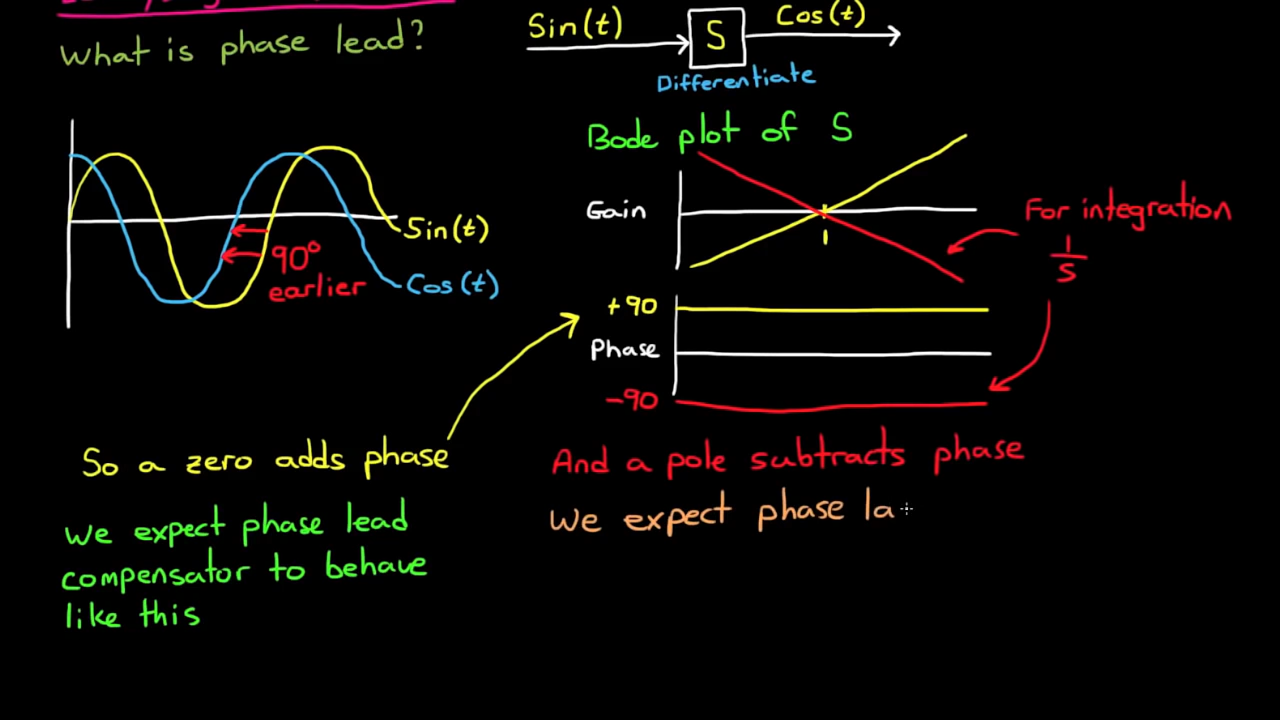 What is phase lead?
Sin(t)
S
Cos(t)
Differentiate
Sin(t)
90°
earlier
Cos(t)
Bode plot of S
Gain
1
For integration
1
S
+90
Phase
-90
So a zero adds phase
We expect phase lead
compensator to behave
like this
And a pole subtracts phase
We expect phase la